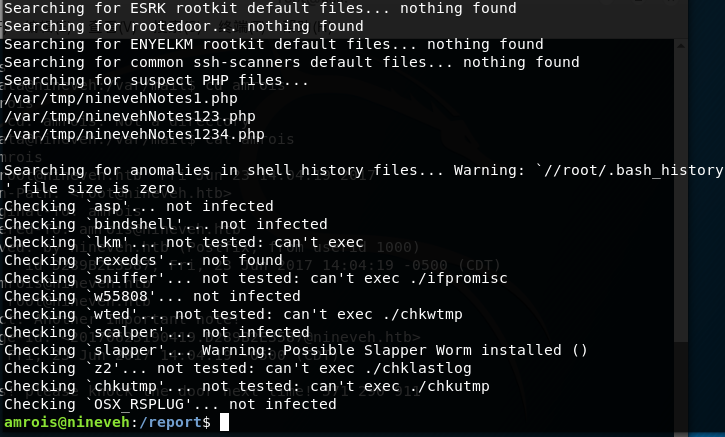 Searching for ESRK rootkit default files... nothing found
Searching for rootedoor... nothing found
Searching for ENYELKM rootkit default files... nothing found
Searching for common ssh-scanners default files... nothing found
Searching for suspect PHP files...
/var/tmp/ninevehNotes1.php
/var/tmp/ninevehNotes123.php
/var/tmp/ninevehNotes1234.php
Searching for anomalies in shell history files... Warning: `//root/.bash_history
' file size is zero
Checking `asp'... not infected
Checking `bindshell'... not infected
Checking `lkm'... not tested: can't exec
Checking `rexedcs'... not found
Checking `sniffer'... not tested: can't exec ./ifpromisc
Checking `w55808'... not infected
Checking `wted'... not tested: can't exec ./chkwtmp
Checking `scalper'... not infected
Checking `slapper'... Warning: Possible Slapper Worm installed ()
Checking `z2'... not tested: can't exec ./chklastlog
Checking `chkutmp'... not tested: can't exec ./chkutmp
Checking `OSX_RSPLUG'... not infected
amrois@nineveh:/report$